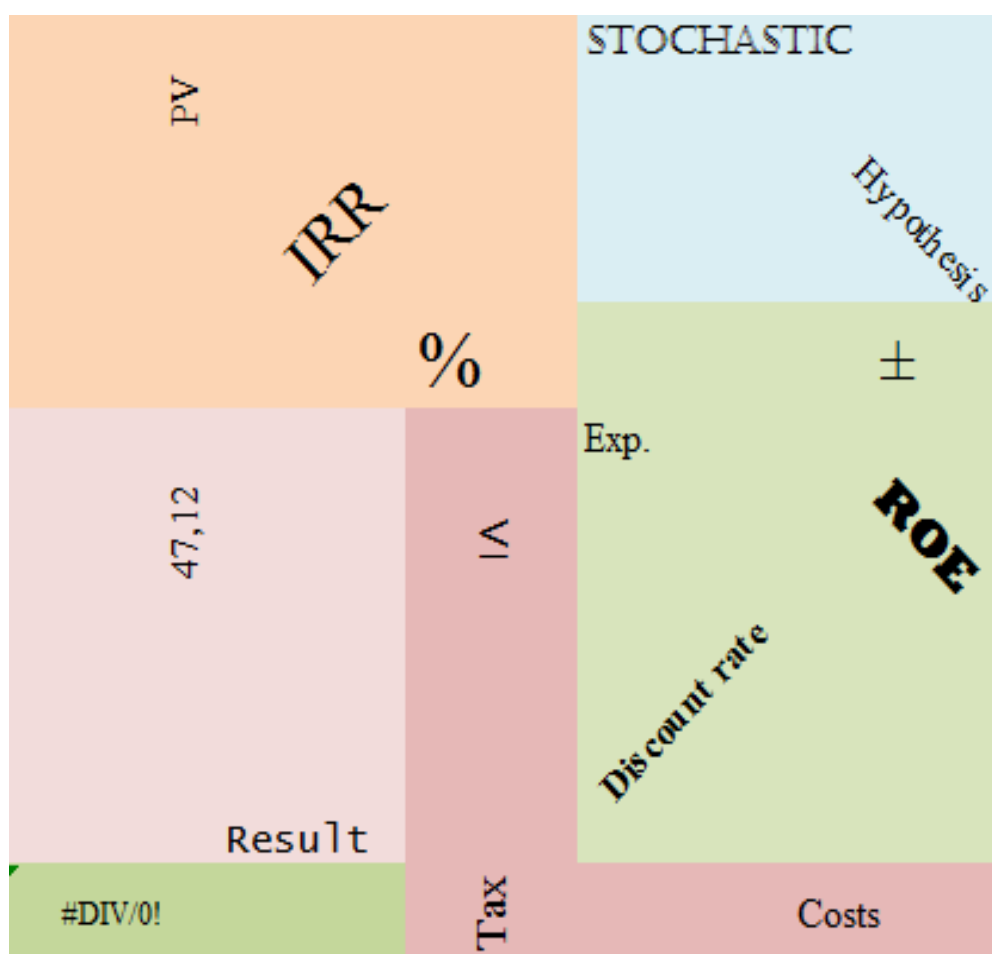 STOCHASTIC
PV
Hypothesis
IRR
%
±
Exp.
47,12
≤
ROE
Discount rate
Result
#DIV/0!
Tax
Costs